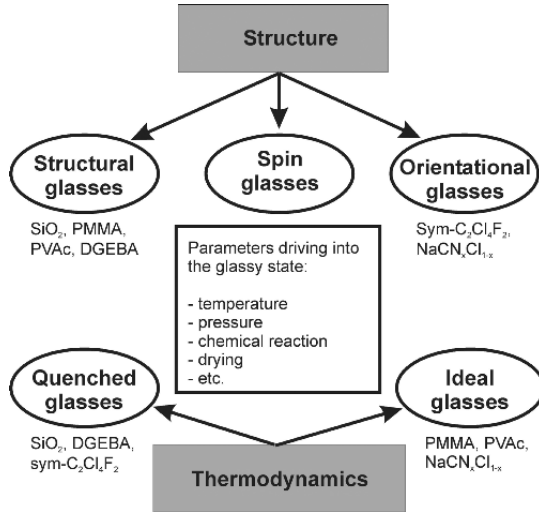 Structure
Structural
glasses
Spin
glasses
Orientational
glasses
SiO₂, PMMA,
PVAc, DGEBA
Sym-C₂Cl₄F₂,
NaCNₓCl₁₋ₓ
Parameters driving into
the glassy state:
- temperature
- pressure
- chemical reaction
- drying
- etc.
Quenched
glasses
Ideal
glasses
SiO₂, DGEBA,
sym-C₂Cl₄F₂
PMMA, PVAc,
NaCNₓCl₁₋ₓ
Thermodynamics